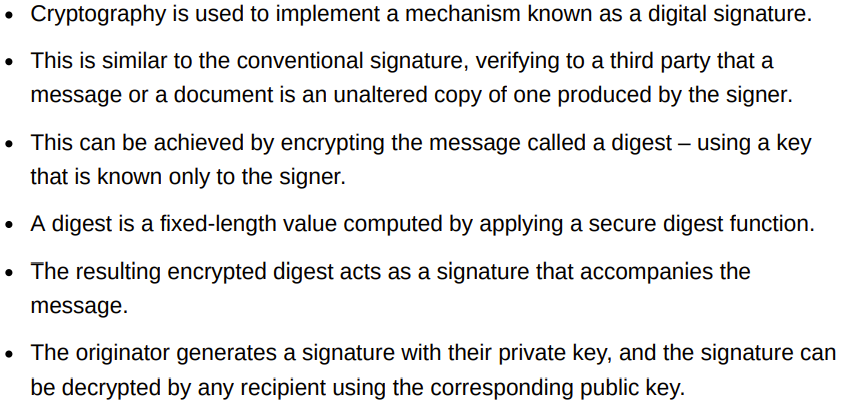 • Cryptography is used to implement a mechanism known as a digital signature.
• This is similar to the conventional signature, verifying to a third party that a
message or a document is an unaltered copy of one produced by the signer.
• This can be achieved by encrypting the message called a digest – using a key
that is known only to the signer.
• A digest is a fixed-length value computed by applying a secure digest function.
• The resulting encrypted digest acts as a signature that accompanies the
message.
• The originator generates a signature with their private key, and the signature can
be decrypted by any recipient using the corresponding public key.